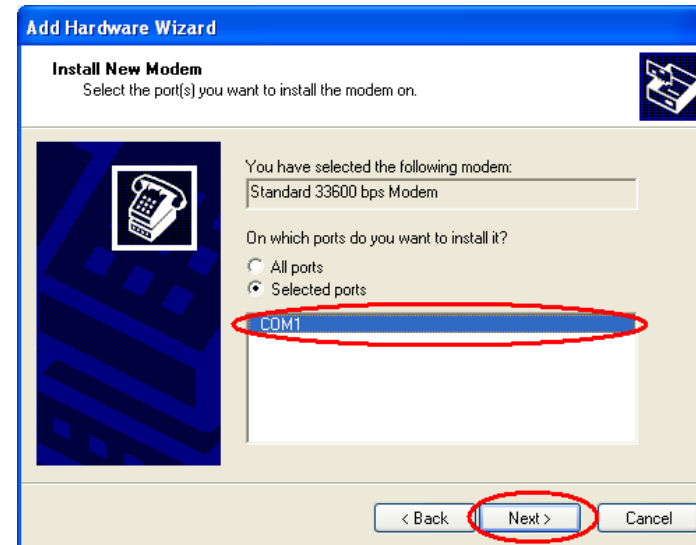 Add Hardware Wizard
Install New Modem
Select the port(s) you want to install the modem on.
You have selected the following modem:
Standard 33600 bps Modem
On which ports do you want to install it?
All ports
Selected ports
COM1
< Back Next > Cancel